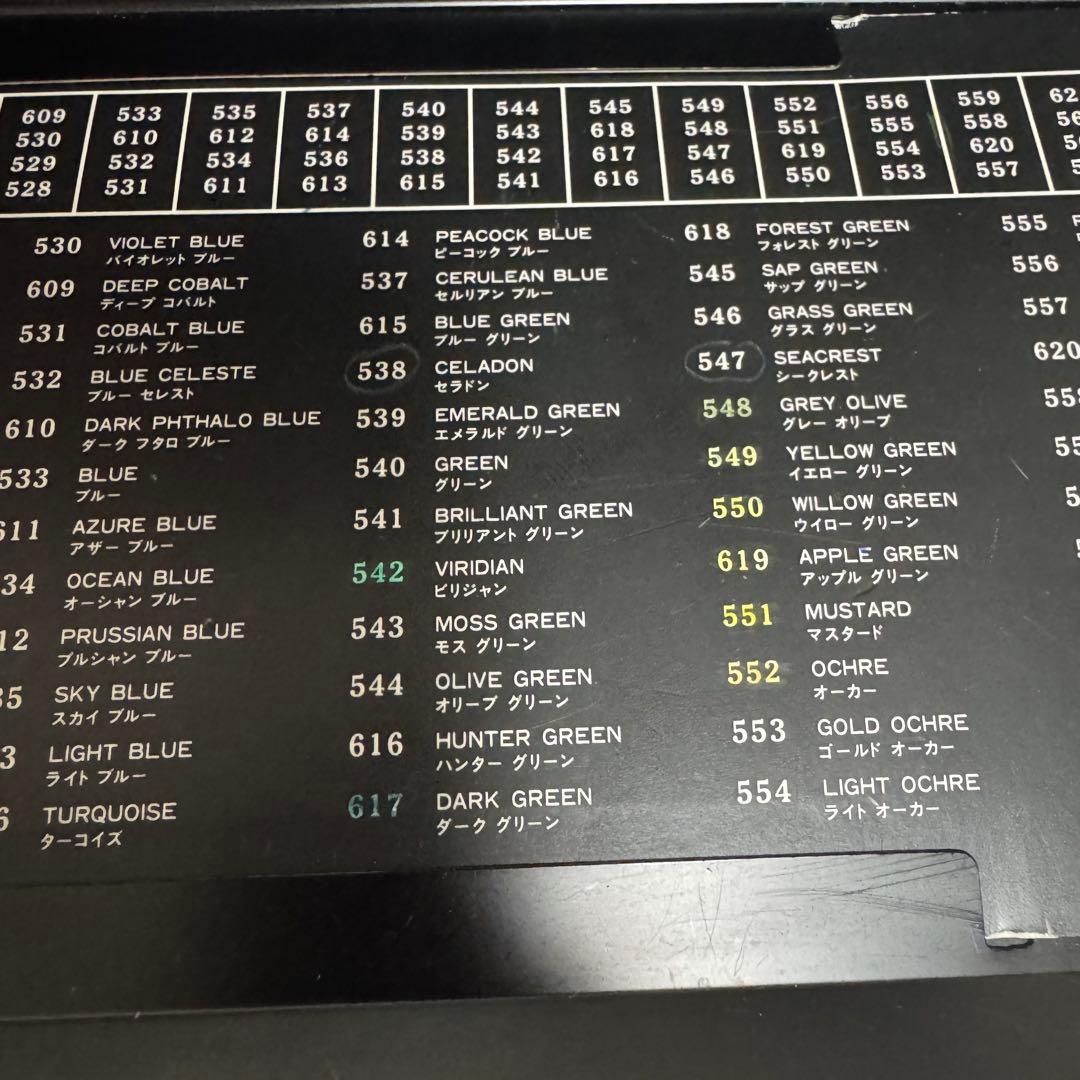 609 533 535 537 540 544 545 549 552 556 559 62
530 610 612 614 539 543 618 548 551 555 558
529 532 534 536 538 542 617 547 619 554 620
528 531 611 613 615 541 616 546 550 553 557
530 VIOLET BLUE
バイオレット ブルー
609 DEEP COBALT
ディープ コバルト
531 COBALT BLUE
コバルト ブルー
532 BLUE CELESTE
ブルー セレスト
610 DARK PHTHALO BLUE
ダーク フタロ ブルー
533 BLUE
ブルー
611 AZURE BLUE
アザー ブルー
34 OCEAN BLUE
オーシャン ブルー
12 PRUSSIAN BLUE
プルシャン ブルー
35 SKY BLUE
スカイ ブルー
3 LIGHT BLUE
ライト ブルー
6 TURQUOISE
ターコイズ
614 PEACOCK BLUE
ピーコック ブルー
537 CERULEAN BLUE
セルリアン ブルー
615 BLUE GREEN
ブルー グリーン
538 CELADON
セラドン
539 EMERALD GREEN
エメラルド グリーン
540 GREEN
グリーン
541 BRILLIANT GREEN
ブリリアント グリーン
542 VIRIDIAN
ビリジャン
543 MOSS GREEN
モス グリーン
544 OLIVE GREEN
オリーブ グリーン
616 HUNTER GREEN
ハンター グリーン
617 DARK GREEN
ダーク グリーン
618 FOREST GREEN
フォレスト グリーン
545 SAP GREEN
サップ グリーン
546 GRASS GREEN
グラス グリーン
547 SEACREST
シークレスト
548 GREY OLIVE
グレー オリーブ
549 YELLOW GREEN
イエロー グリーン
550 WILLOW GREEN
ウイロー グリーン
619 APPLE GREEN
アップル グリーン
551 MUSTARD
マスタード
552 OCHRE
オーカー
553 GOLD OCHRE
ゴールド オーカー
554 LIGHT OCHRE
ライト オーカー
555
556
557
620
558